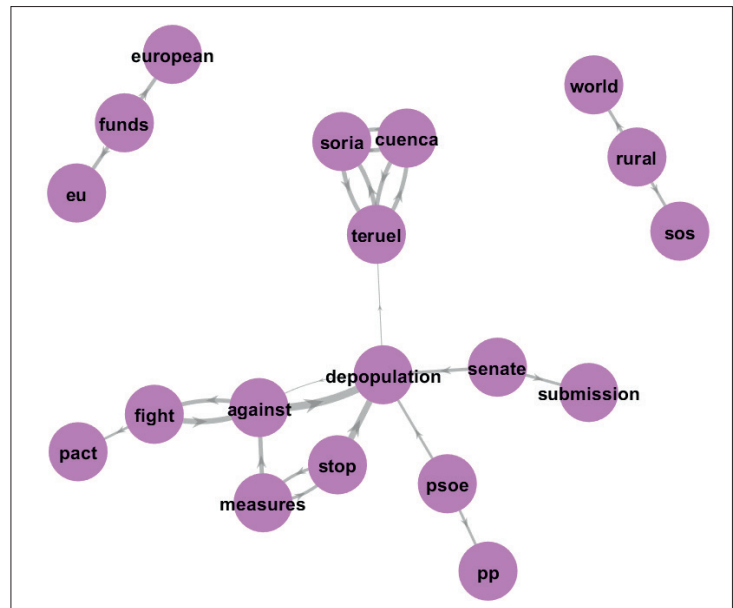 european
world
funds
soria
cuenca
rural
eu
teruel
sos
depopulation
senate
submission
against
fight
pact
stop
measures
psoe
pp